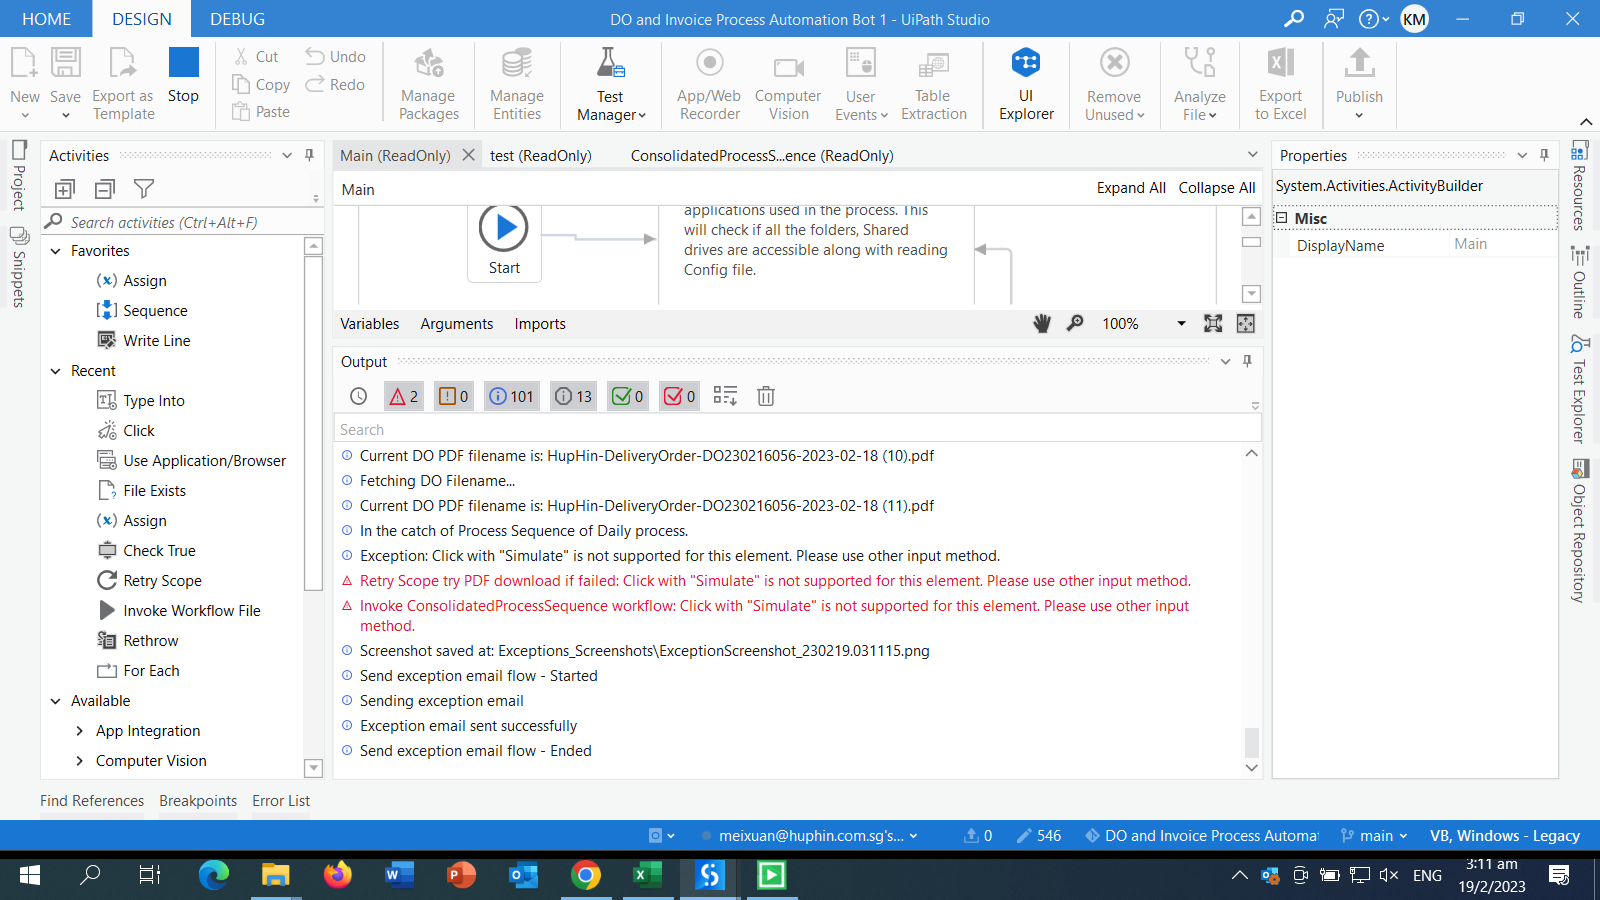 HOME DESIGN DEBUG DO and Invoice Process Automation Bot 1 - UiPath Studio KM
New Save Export as Template Stop Cut Copy Paste Undo Redo Manage Packages Manage Entities Test Manager App/Web Recorder Computer Vision User Events Table Extraction UI Explorer Remove Unused Analyze File Export to Excel Publish
Project
Snippets
Activities
Search activities (Ctrl+Alt+F)
Favorites
Assign
Sequence
Write Line
Recent
Type Into
Click
Use Application/Browser
File Exists
Assign
Check True
Retry Scope
Invoke Workflow File
Rethrow
For Each
Available
App Integration
Computer Vision
Main (ReadOnly) test (ReadOnly) ConsolidatedProcessS...ence (ReadOnly)
Main Expand All Collapse All
Start
applications used in the process. This
will check if all the folders, Shared
drives are accessible along with reading
Config file.
Variables Arguments Imports 100%
Output
2 0 101 13 0 0
Search
Current DO PDF filename is: HupHin-DeliveryOrder-DO230216056-2023-02-18 (10).pdf
Fetching DO Filename...
Current DO PDF filename is: HupHin-DeliveryOrder-DO230216056-2023-02-18 (11).pdf
In the catch of Process Sequence of Daily process.
Exception: Click with "Simulate" is not supported for this element. Please use other input method.
Retry Scope try PDF download if failed: Click with "Simulate" is not supported for this element. Please use other input method.
Invoke ConsolidatedProcessSequence workflow: Click with "Simulate" is not supported for this element. Please use other input
method.
Screenshot saved at: Exceptions_Screenshots\ExceptionScreenshot_230219.031115.png
Send exception email flow - Started
Sending exception email
Exception email sent successfully
Send exception email flow - Ended
Properties
System.Activities.ActivityBuilder
Misc
DisplayName Main
Resources
Outline
Test Explorer
Object Repository
Find References Breakpoints Error List
meixuan@huphin.com.sg's... 0 546 DO and Invoice Process Automat main VB, Windows - Legacy
ENG 3:11 am
19/2/2023